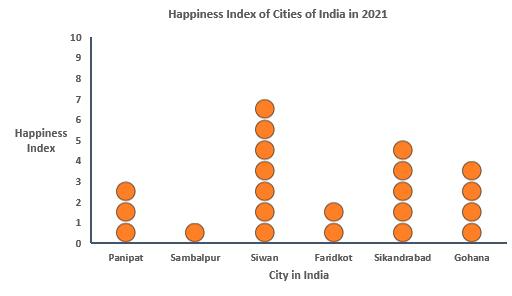 Happiness Index of Cities of India in 2021
10
9
8
7
6
5
4
3
2
1
0
Happiness
Index
Panipat Sambalpur Siwan Faridkot Sikandrabad Gohana
City in India